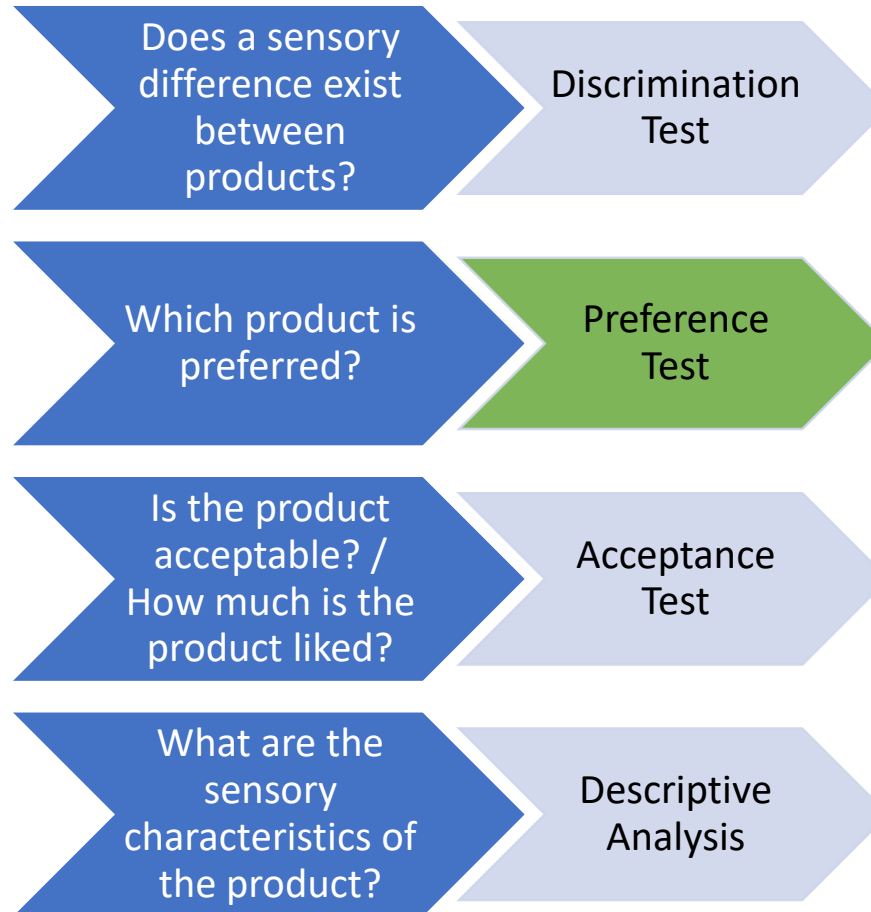 Does a sensory
difference exist
between
products?
Discrimination
Test
Which product is
preferred?
Preference
Test
Is the product
acceptable? /
How much is the
product liked?
Acceptance
Test
What are the
sensory
characteristics of
the product?
Descriptive
Analysis